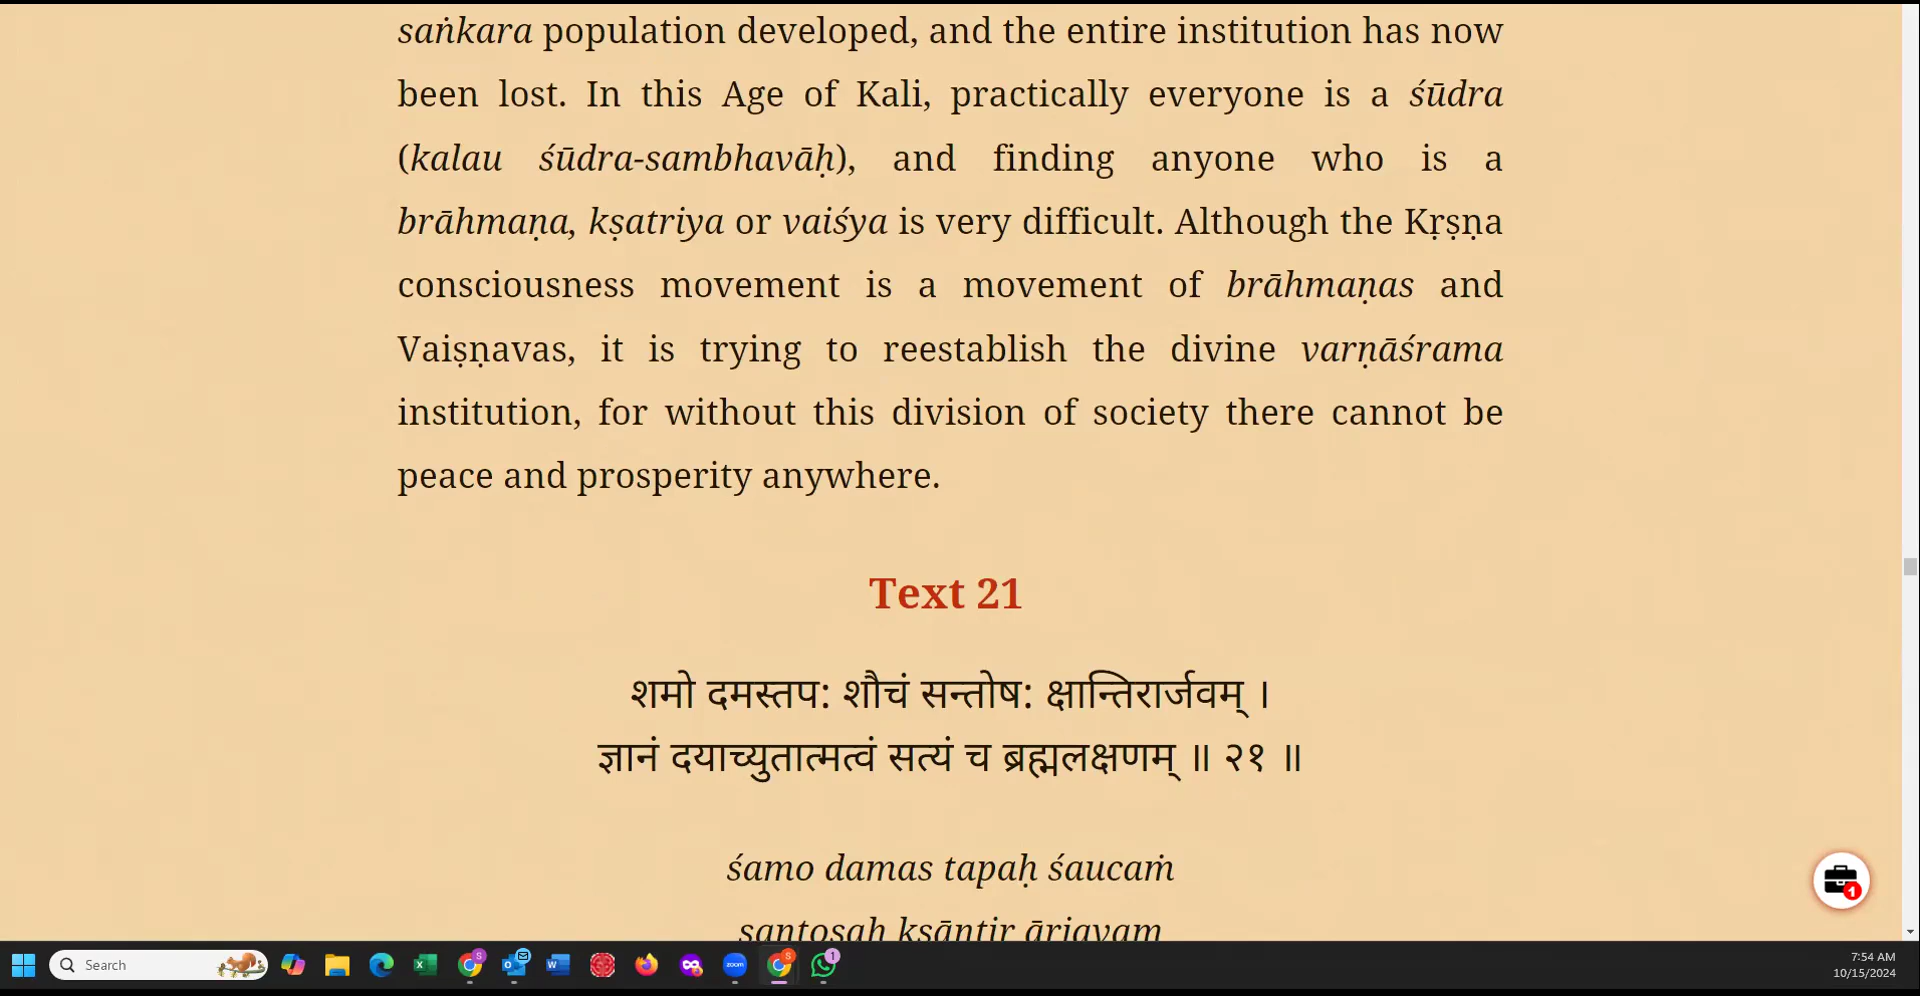 saṅkara population developed, and the entire institution has now
been lost. In this Age of Kali, practically everyone is a śūdra
(kalau śūdra-sambhavāḥ), and finding anyone who is a
brāhmaṇa, kṣatriya or vaiśya is very difficult. Although the Kṛṣṇa
consciousness movement is a movement of brāhmaṇas and
Vaiṣṇavas, it is trying to reestablish the divine varṇāśrama
institution, for without this division of society there cannot be
peace and prosperity anywhere.
Text 21
शमो दमस्तप: शौचं सन्तोष: क्षान्तिरार्जवम् ।
ज्ञानं दयाच्युतात्मत्वं सत्यं च ब्रह्मलक्षणम् ॥ २१ ॥
śamo damas tapaḥ śaucaṁ
santoṣaḥ kṣāntir ārjavam
1
Search
S
W
zoom
S
1
7:54 AM
10/15/2024